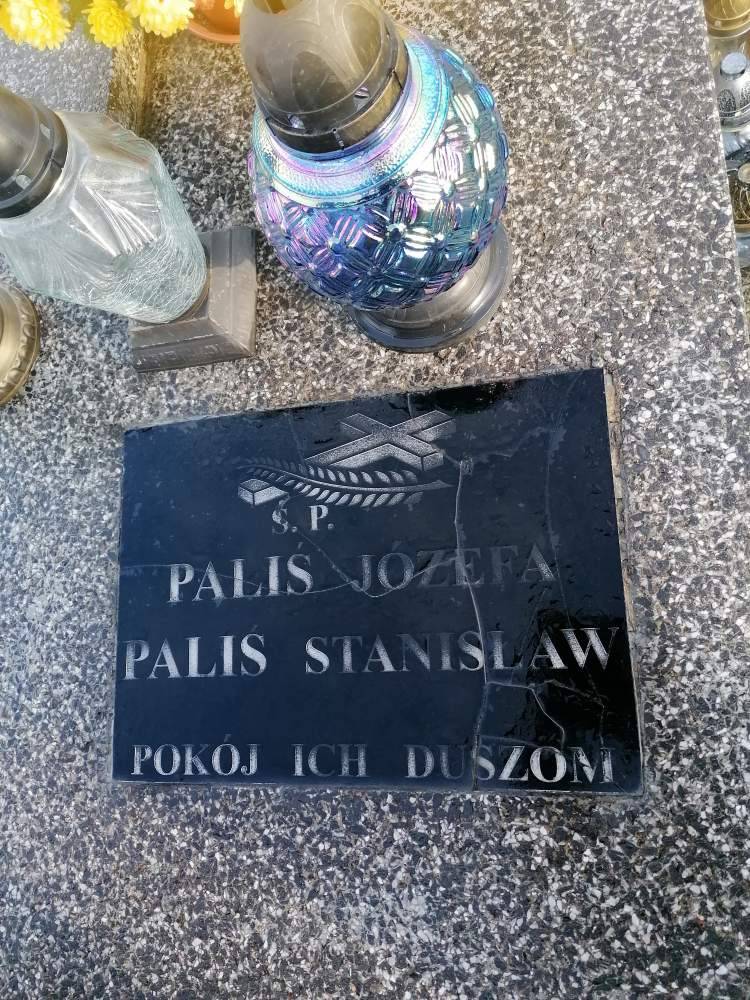 Ś. P.
PALIŚ JÓZEFA
PALIŚ STANISŁAW
POKÓJ ICH DUSZOM